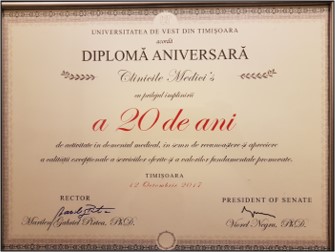 UNIVERSITATEA DE VEST DIN TIMIȘOARA
acordă
DIPLOMĂ ANIVERSARĂ
Clinicile Medici's
cu prilejul împlinirii
a 20 de ani
de activitate în domeniul medical, în semn de recunoaștere și apreciere
a calității excepționale a serviciilor oferite și a valorilor fundamentale promovate.
TIMIȘOARA
12 Octombrie 2017
RECTOR
Marilen Gabriel Pirtea, PhD.
PRESIDENT OF SENATE
Viorel Negru, PhD.